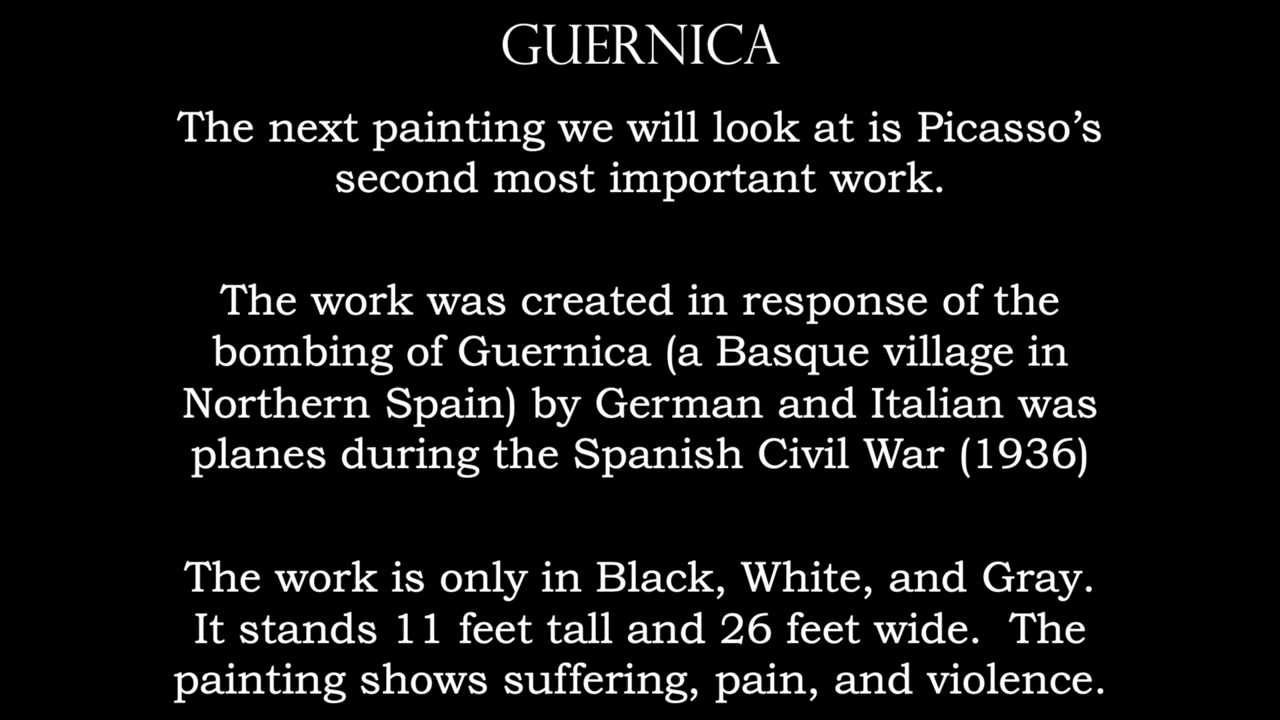 GUERNICA
The next painting we will look at is Picasso’s
second most important work.
The work was created in response of the
bombing of Guernica (a Basque village in
Northern Spain) by German and Italian was
planes during the Spanish Civil War (1936)
The work is only in Black, White, and Gray.
It stands 11 feet tall and 26 feet wide.  The
painting shows suffering, pain, and violence.